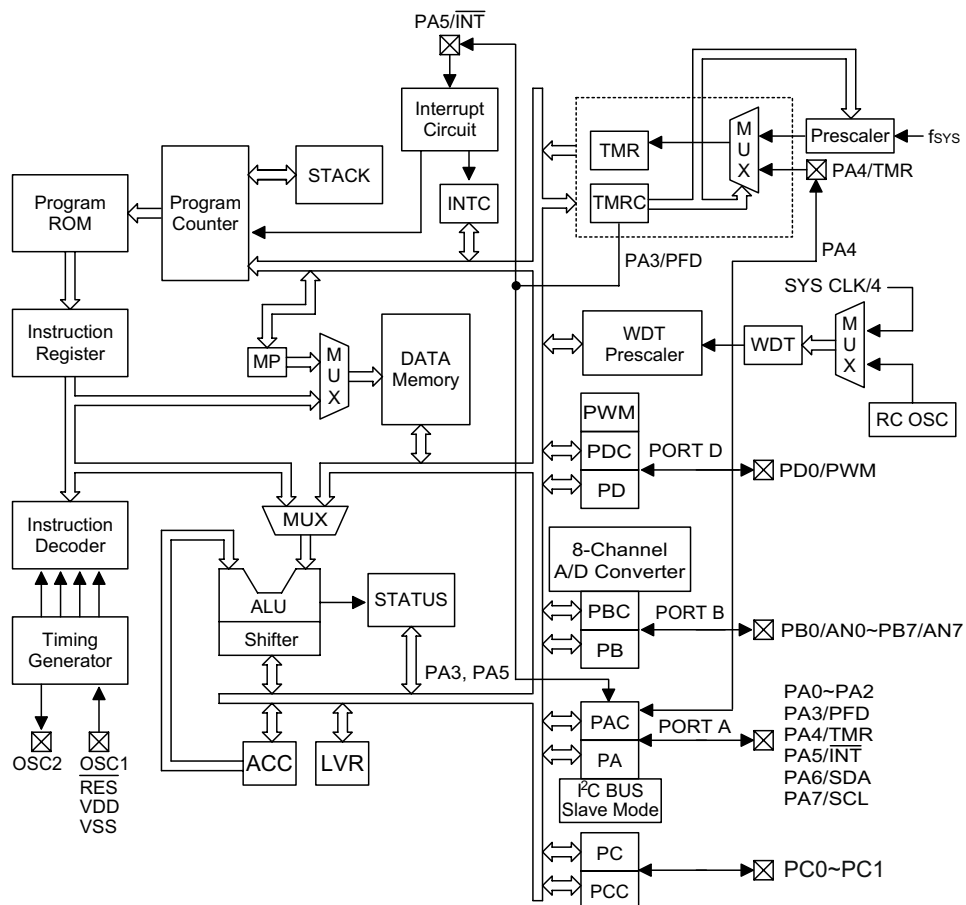 PA5/INT
Interrupt
Circuit
INTC
STACK
Program
Counter
Program
ROM
Instruction
Register
MP
MUX
DATA
Memory
Instruction
Decoder
MUX
ALU
Shifter
STATUS
Timing
Generator
OSC2
OSC1
RES
VDD
VSS
ACC
LVR
PA3, PA5
TMR
TMRC
MUX
Prescaler
fSYS
PA4/TMR
PA3/PFD
PA4
SYS CLK/4
WDT
Prescaler
WDT
MUX
RC OSC
PWM
PDC
PD
PORT D
PD0/PWM
8-Channel
A/D Converter
PBC
PB
PORT B
PB0/AN0~PB7/AN7
PAC
PA
PORT A
I²C BUS
Slave Mode
PA0~PA2
PA3/PFD
PA4/TMR
PA5/INT
PA6/SDA
PA7/SCL
PC
PCC
PC0~PC1